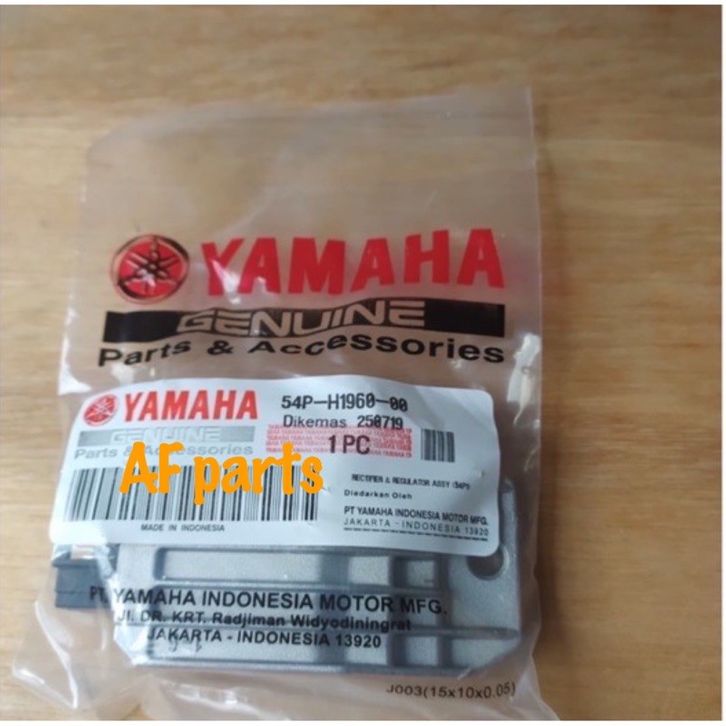 YAMAHA
GENUINE
Parts & Accessories
YAMAHA
GENUINE
Parts & Accessories
54P-H1960-00
Dikemas 250719
1 PC
AF parts
RECTIFIER & REGULATOR ASSY (54P)
Diedarkan Oleh
PT YAMAHA INDONESIA MOTOR MFG.
JAKARTA - INDONESIA 13920
MADE IN INDONESIA
PT. YAMAHA INDONESIA MOTOR MFG.
Jl. DR. KRT. Radjiman Widyodiningrat
JAKARTA - INDONESIA 13920
J003(15x10x0.05)